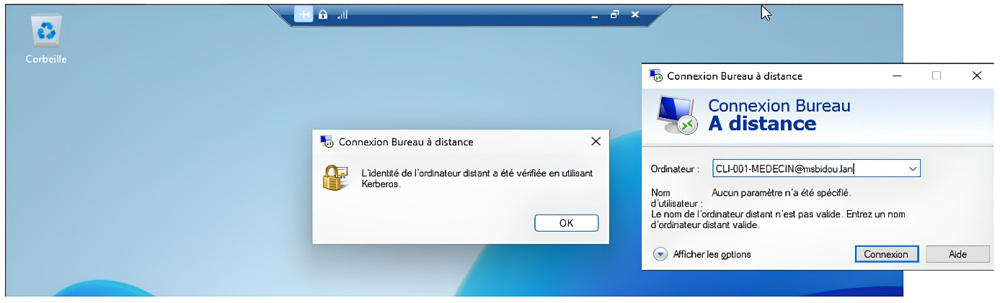 Corbeille
Connexion Bureau à distance
L'identité de l'ordinateur distant a été vérifiée en utilisant
Kerberos.
OK
Connexion Bureau à distance
Connexion Bureau
A distance
Ordinateur : CLI-001-MEDECIN@msbidou.lan
Nom Aucun paramètre n'a été spécifié.
d'utilisateur :
Le nom de l'ordinateur distant n'est pas valide. Entrez un nom
d'ordinateur distant valide.
Afficher les options
Connexion
Aide